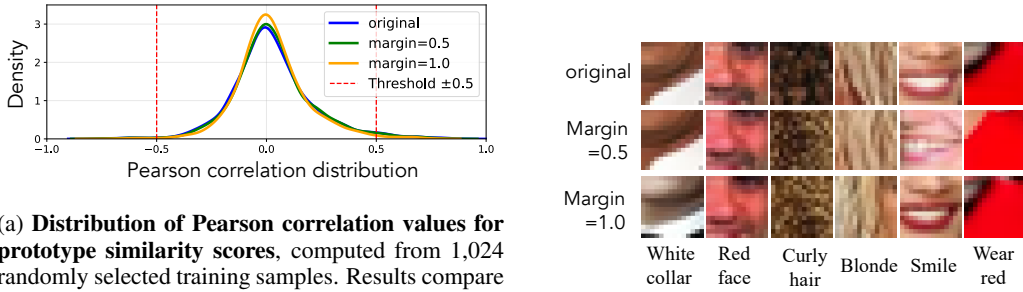 3
2
1
0
Density
original
margin=0.5
margin=1.0
Threshold ±0.5
−1.0 −0.5 0.0 0.5 1.0
Pearson correlation distribution
(a) Distribution of Pearson correlation values for
prototype similarity scores, computed from 1,024
randomly selected training samples. Results compare
original
Margin
=0.5
Margin
=1.0
White collar
Red face
Curly hair
Blonde
Smile
Wear red